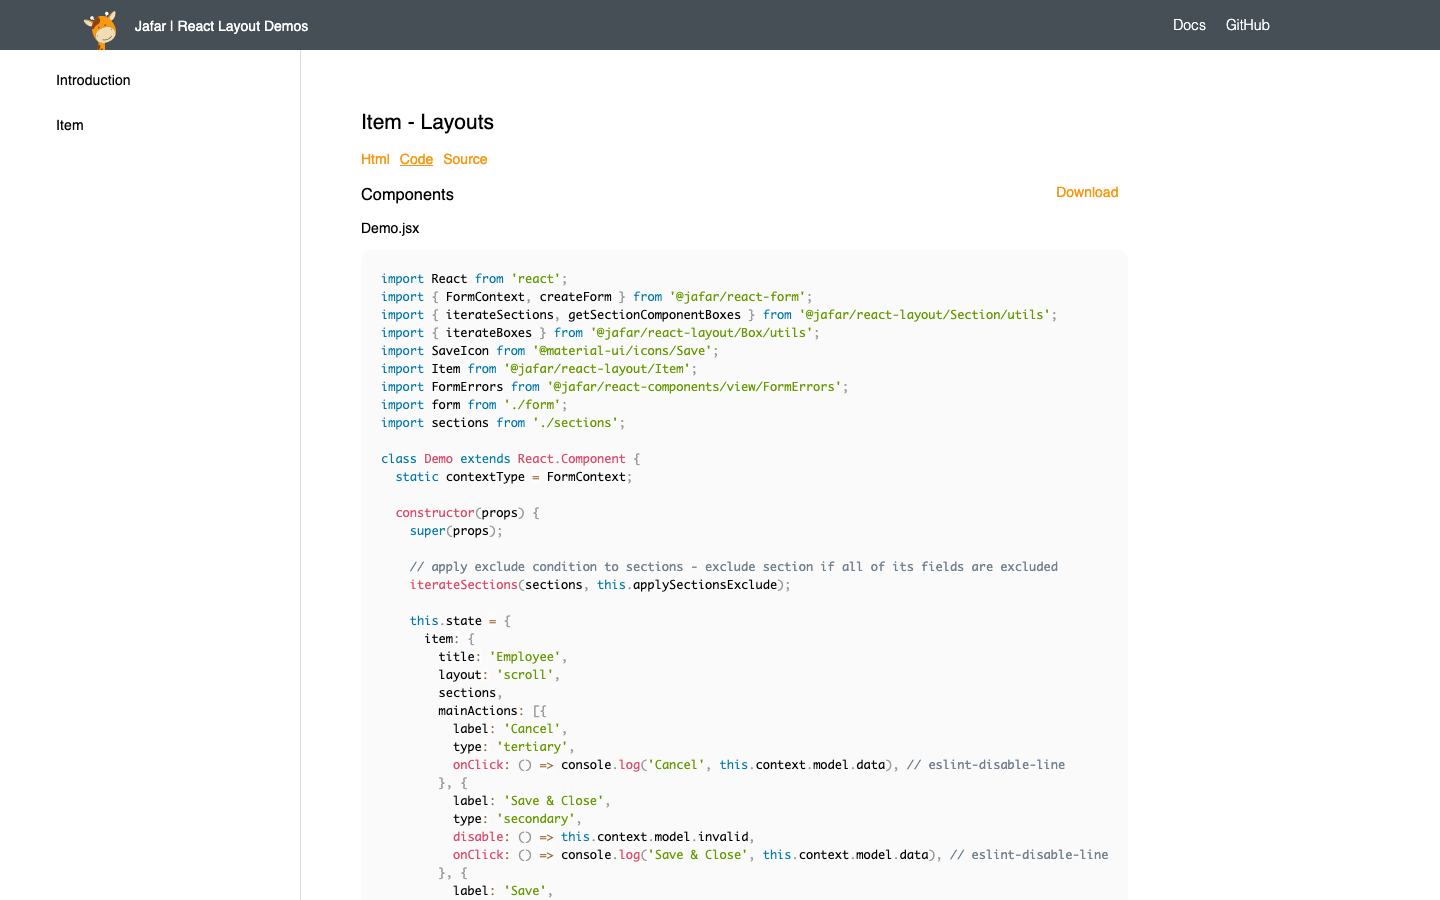 Jafar | React Layout Demos
Docs GitHub
Introduction
Item
Item - Layouts
Html Code Source
Components
Download
Demo.jsx
import React from 'react';
import { FormContext, createForm } from '@jafar/react-form';
import { iterateSections, getSectionComponentBoxes } from '@jafar/react-layout/Section/utils';
import { iterateBoxes } from '@jafar/react-layout/Box/utils';
import SaveIcon from '@material-ui/icons/Save';
import Item from '@jafar/react-layout/Item';
import FormErrors from '@jafar/react-components/view/FormErrors';
import form from './form';
import sections from './sections';
class Demo extends React.Component {
  static contextType = FormContext;
  constructor(props) {
    super(props);
    // apply exclude condition to sections - exclude section if all of its fields are excluded
    iterateSections(sections, this.applySectionsExclude);
    this.state = {
      item: {
        title: 'Employee',
        layout: 'scroll',
        sections,
        mainActions: [{
          label: 'Cancel',
          type: 'tertiary',
          onClick: () => console.log('Cancel', this.context.model.data), // eslint-disable-line
        }, {
          label: 'Save & Close',
          type: 'secondary',
          disable: () => this.context.model.invalid,
          onClick: () => console.log('Save & Close', this.context.model.data), // eslint-disable-line
        }, {
          label: 'Save',